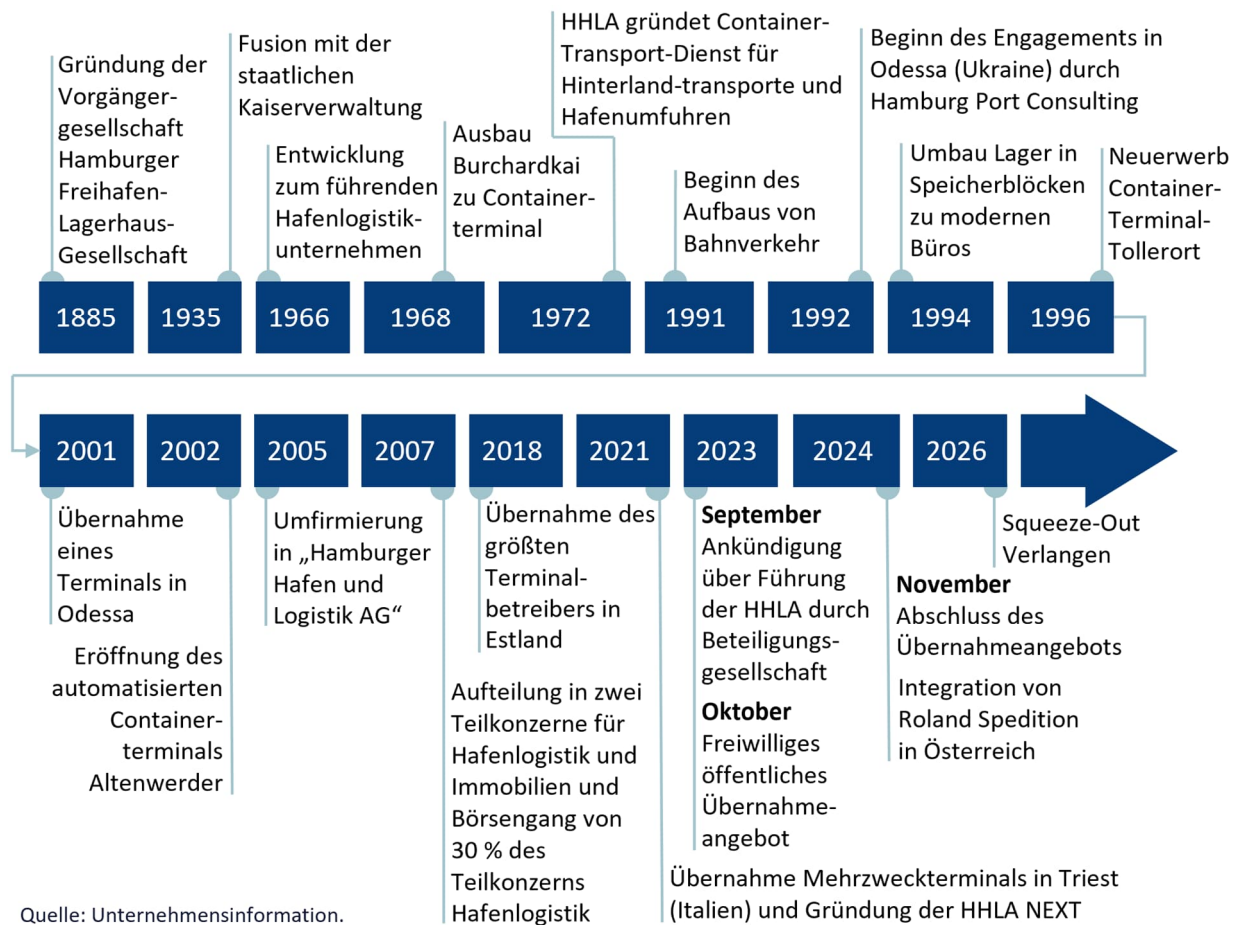 Gründung der
Vorgänger-
gesellschaft
Hamburger
Freihafen-
Lagerhaus-
Gesellschaft
Fusion mit der
staatlichen
Kaiserverwaltung
Entwicklung
zum führenden
Hafenlogistik-
unternehmen
Ausbau
Burchardkai
zu Container-
terminal
HHLA gründet Container-
Transport-Dienst für
Hinterland-transporte und
Hafenumfuhren
Beginn des
Aufbaus von
Bahnverkehr
Beginn des Engagements in
Odessa (Ukraine) durch
Hamburg Port Consulting
Umbau Lager in
Speicherblöcken
zu modernen
Büros
Neuerwerb
Container-
Terminal-
Tollerort
1885 1935 1966 1968 1972 1991 1992 1994 1996
2001 2002 2005 2007 2018 2021 2023 2024 2026
Übernahme
eines
Terminals in
Odessa
Eröffnung des
automatisierten
Container-
terminals
Altenwerder
Umfirmierung
in „Hamburger
Hafen und
Logistik AG“
Aufteilung in zwei
Teilkonzerne für
Hafenlogistik und
Immobilien und
Börsengang von
30 % des
Teilkonzerns
Hafenlogistik
Übernahme des
größten
Terminal-
betreibers in
Estland
Übernahme Mehrzweckterminals in Triest
(Italien) und Gründung der HHLA NEXT
September
Ankündigung
über Führung
der HHLA durch
Beteiligungs-
gesellschaft
Oktober
Freiwilliges
öffentliches
Übernahme-
angebot
November
Abschluss des
Übernahmeangebots
Integration von
Roland Spedition
in Österreich
Squeeze-Out
Verlangen
Quelle: Unternehmensinformation.